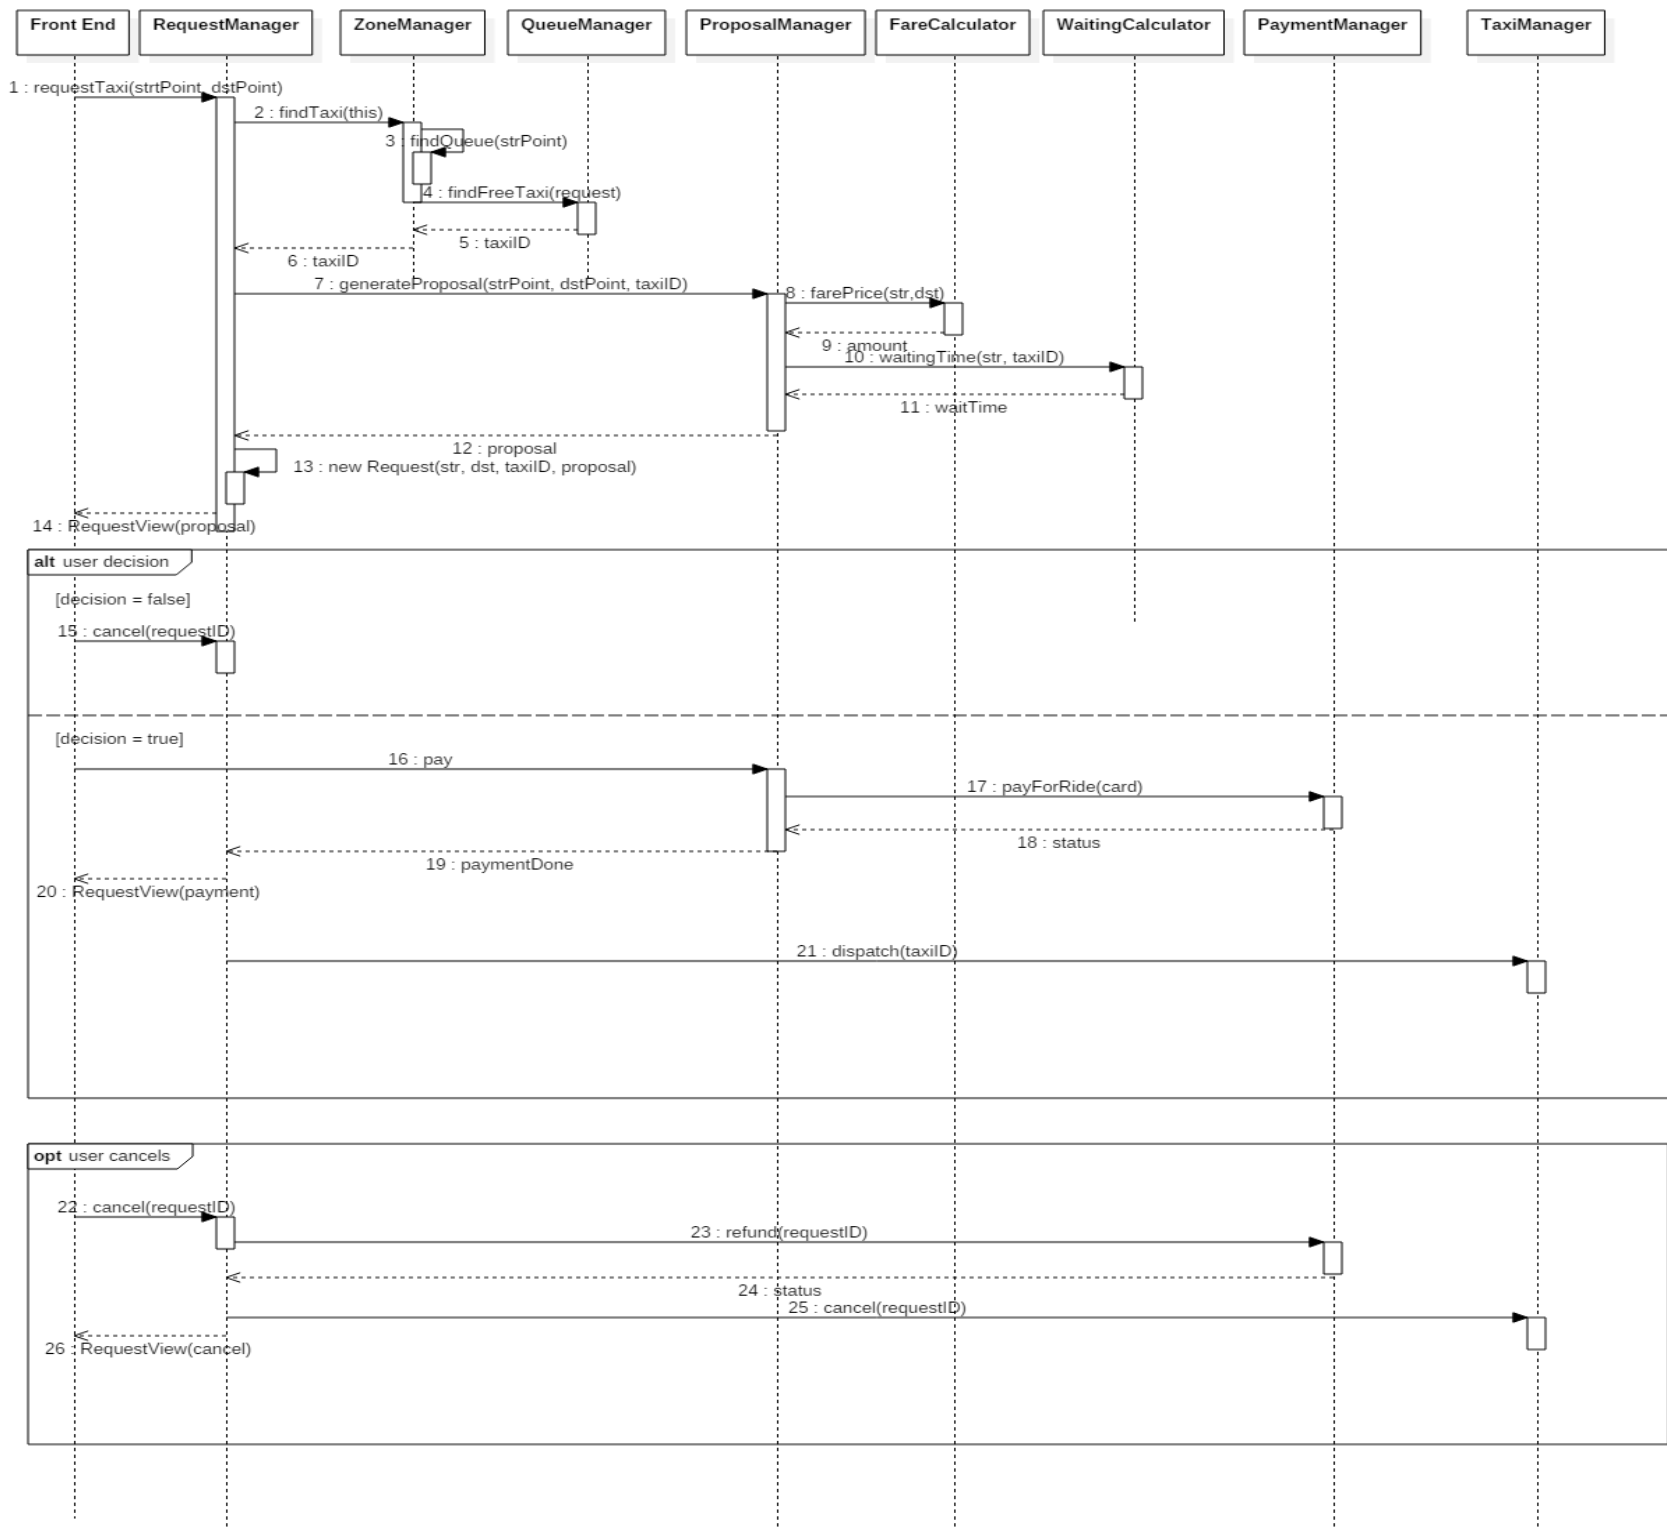 Front End
RequestManager
ZoneManager
QueueManager
ProposalManager
FareCalculator
WaitingCalculator
PaymentManager
TaxiManager
1 : requestTaxi(strtPoint, dstPoint)
2 : findTaxi(this)
3 : findQueue(strPoint)
4 : findFreeTaxi(request)
5 : taxiID
6 : taxiID
7 : generateProposal(strPoint, dstPoint, taxiID)
8 : farePrice(str,dst)
9 : amount
10 : waitingTime(str, taxiID)
11 : waitTime
12 : proposal
13 : new Request(str, dst, taxiID, proposal)
14 : RequestView(proposal)
alt user decision
[decision = false]
15 : cancel(requestID)
[decision = true]
16 : pay
17 : payForRide(card)
18 : status
19 : paymentDone
20 : RequestView(payment)
21 : dispatch(taxiID)
opt user cancels
22 : cancel(requestID)
23 : refund(requestID)
24 : status
25 : cancel(requestID)
26 : RequestView(cancel)